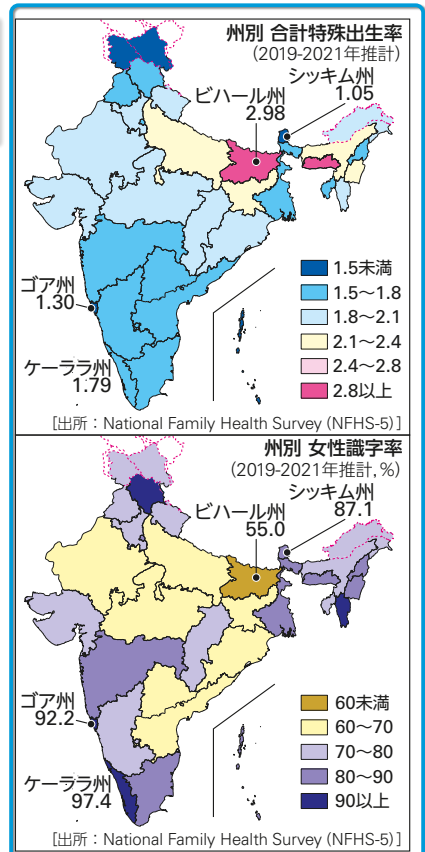 州別 合計特殊出生率
(2019-2021年推計)
シッキム州
1.05
ビハール州
2.98
ゴア州
1.30
ケーララ州
1.79
1.5未満
1.5〜1.8
1.8〜2.1
2.1〜2.4
2.4〜2.8
2.8以上
[出所：National Family Health Survey (NFHS-5)]
州別 女性識字率
(2019-2021年推計,%)
シッキム州
87.1
ビハール州
55.0
ゴア州
92.2
ケーララ州
97.4
60未満
60〜70
70〜80
80〜90
90以上
[出所：National Family Health Survey (NFHS-5)]